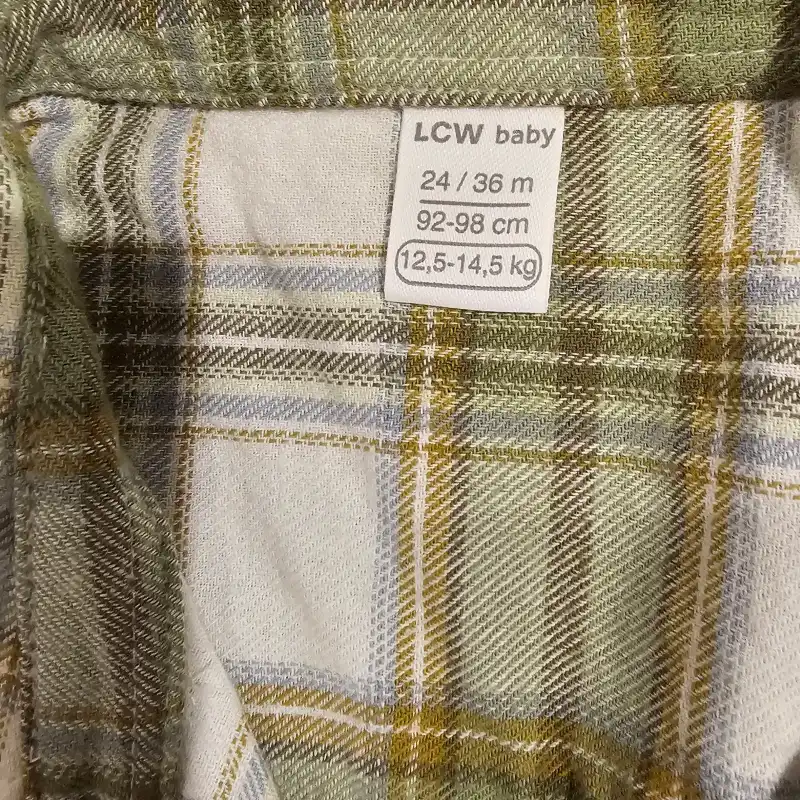 LCW baby
24 / 36 m
92-98 cm
12,5-14,5 kg